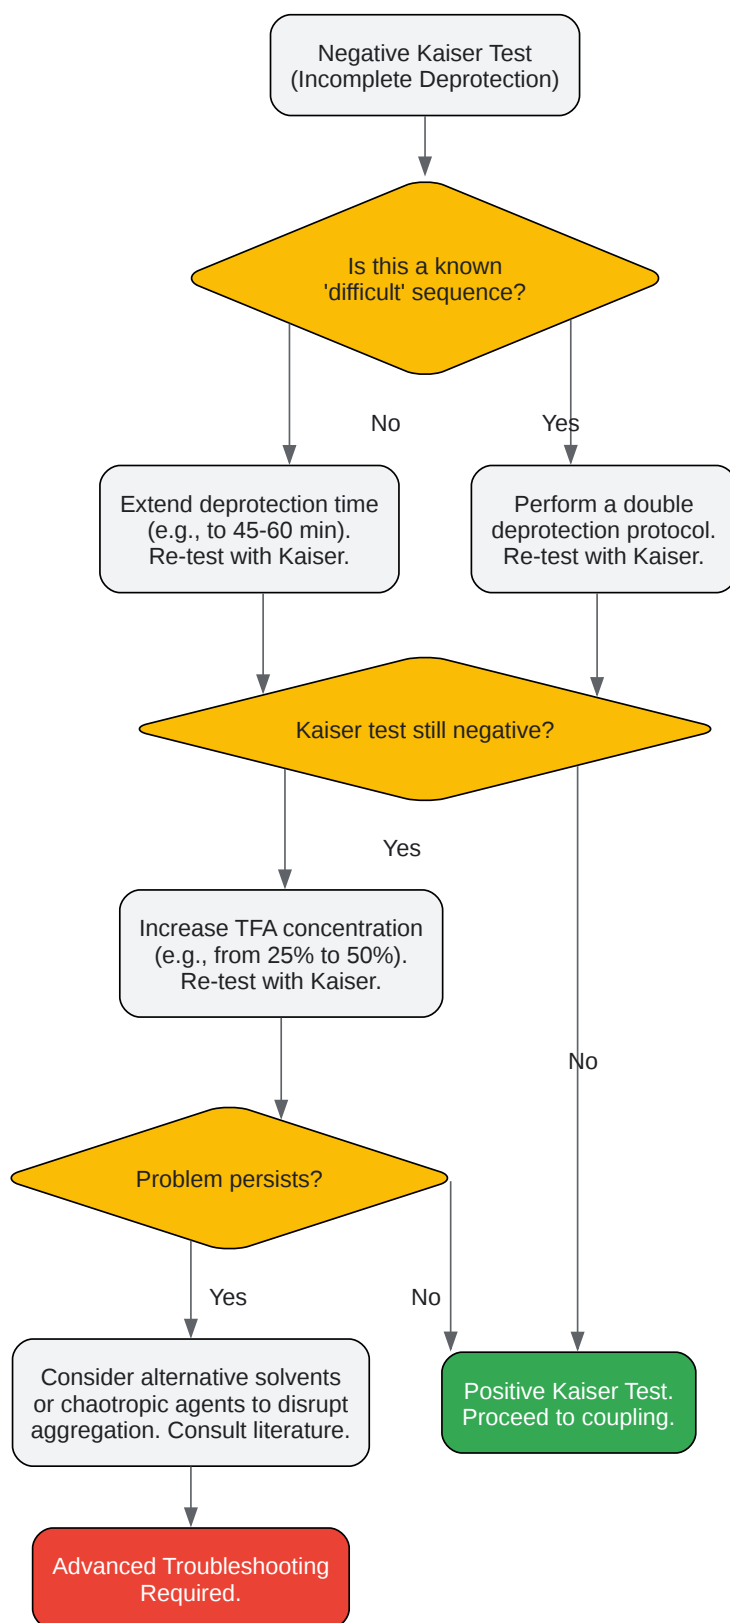 Negative Kaiser Test
(Incomplete Deprotection)
Is this a known
'difficult' sequence?
No
Yes
Extend deprotection time
(e.g., to 45-60 min).
Re-test with Kaiser.
Perform a double
deprotection protocol.
Re-test with Kaiser.
Kaiser test still negative?
Yes
Increase TFA concentration
(e.g., from 25% to 50%).
Re-test with Kaiser.
No
Problem persists?
Yes
No
Consider alternative solvents
or chaotropic agents to disrupt
aggregation. Consult literature.
Positive Kaiser Test.
Proceed to coupling.
Advanced Troubleshooting
Required.